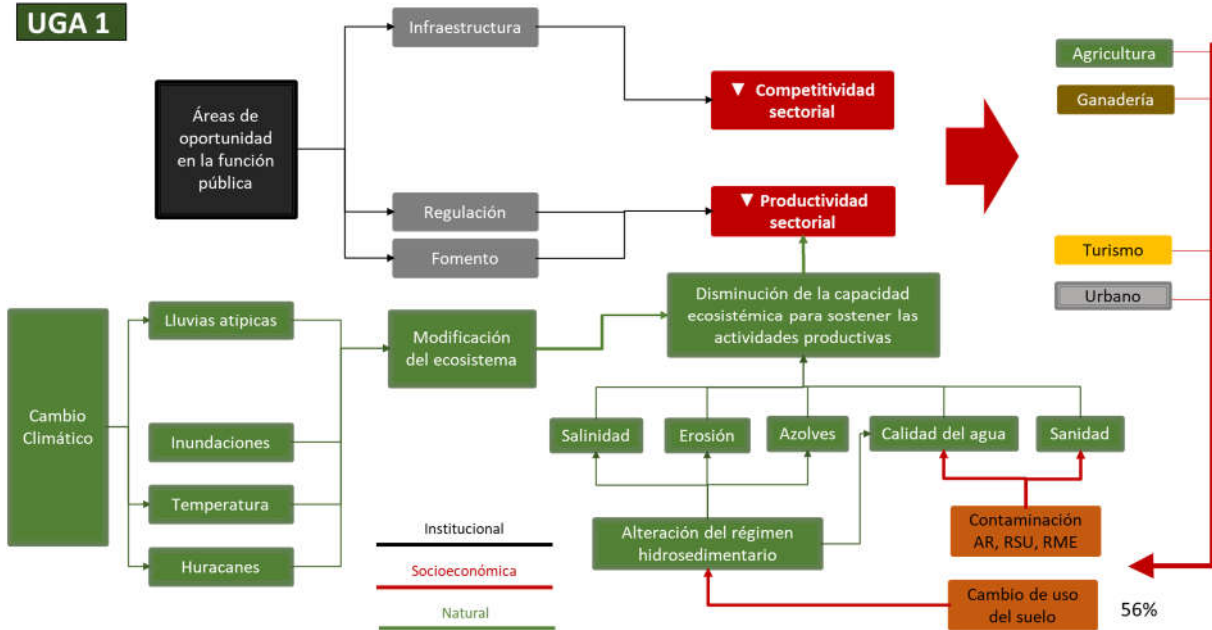 UGA 1
Áreas de
oportunidad
en la función
pública
Infraestructura
Regulación
Fomento
▼ Competitividad
sectorial
▼ Productividad
sectorial
Agricultura
Ganadería
Turismo
Urbano
Cambio
Climático
Lluvias atípicas
Inundaciones
Temperatura
Huracanes
Modificación
del ecosistema
Disminución de la capacidad
ecosistémica para sostener las
actividades productivas
Salinidad
Erosión
Azolves
Calidad del agua
Sanidad
Alteración del régimen
hidrosedimentario
Contaminación
AR, RSU, RME
Cambio de uso
del suelo
56%
Institucional
Socioeconómica
Natural